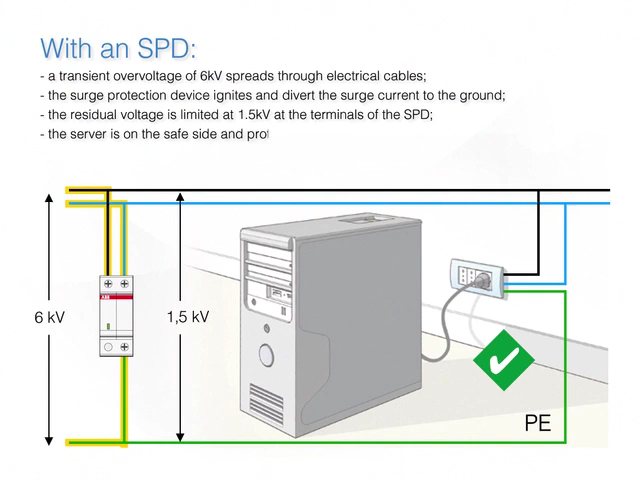 With an SPD:
- a transient overvoltage of 6kV spreads through electrical cables;
- the surge protection device ignites and divert the surge current to the ground;
- the residual voltage is limited at 1.5kV at the terminals of the SPD;
- the server is on the safe side and pro
ABB
6 kV
1,5 kV
PE